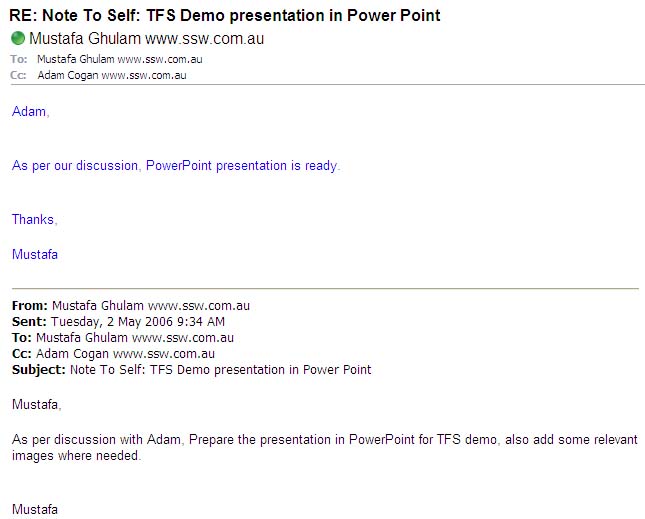 RE: Note To Self: TFS Demo presentation in Power Point
Mustafa Ghulam www.ssw.com.au
To: Mustafa Ghulam www.ssw.com.au
Cc: Adam Cogan www.ssw.com.au
Adam,
As per our discussion, PowerPoint presentation is ready.
Thanks,
Mustafa
From: Mustafa Ghulam www.ssw.com.au
Sent: Tuesday, 2 May 2006 9:34 AM
To: Mustafa Ghulam www.ssw.com.au
Cc: Adam Cogan www.ssw.com.au
Subject: Note To Self: TFS Demo presentation in Power Point
Mustafa,
As per discussion with Adam, Prepare the presentation in PowerPoint for TFS demo, also add some relevant
images where needed.
Mustafa